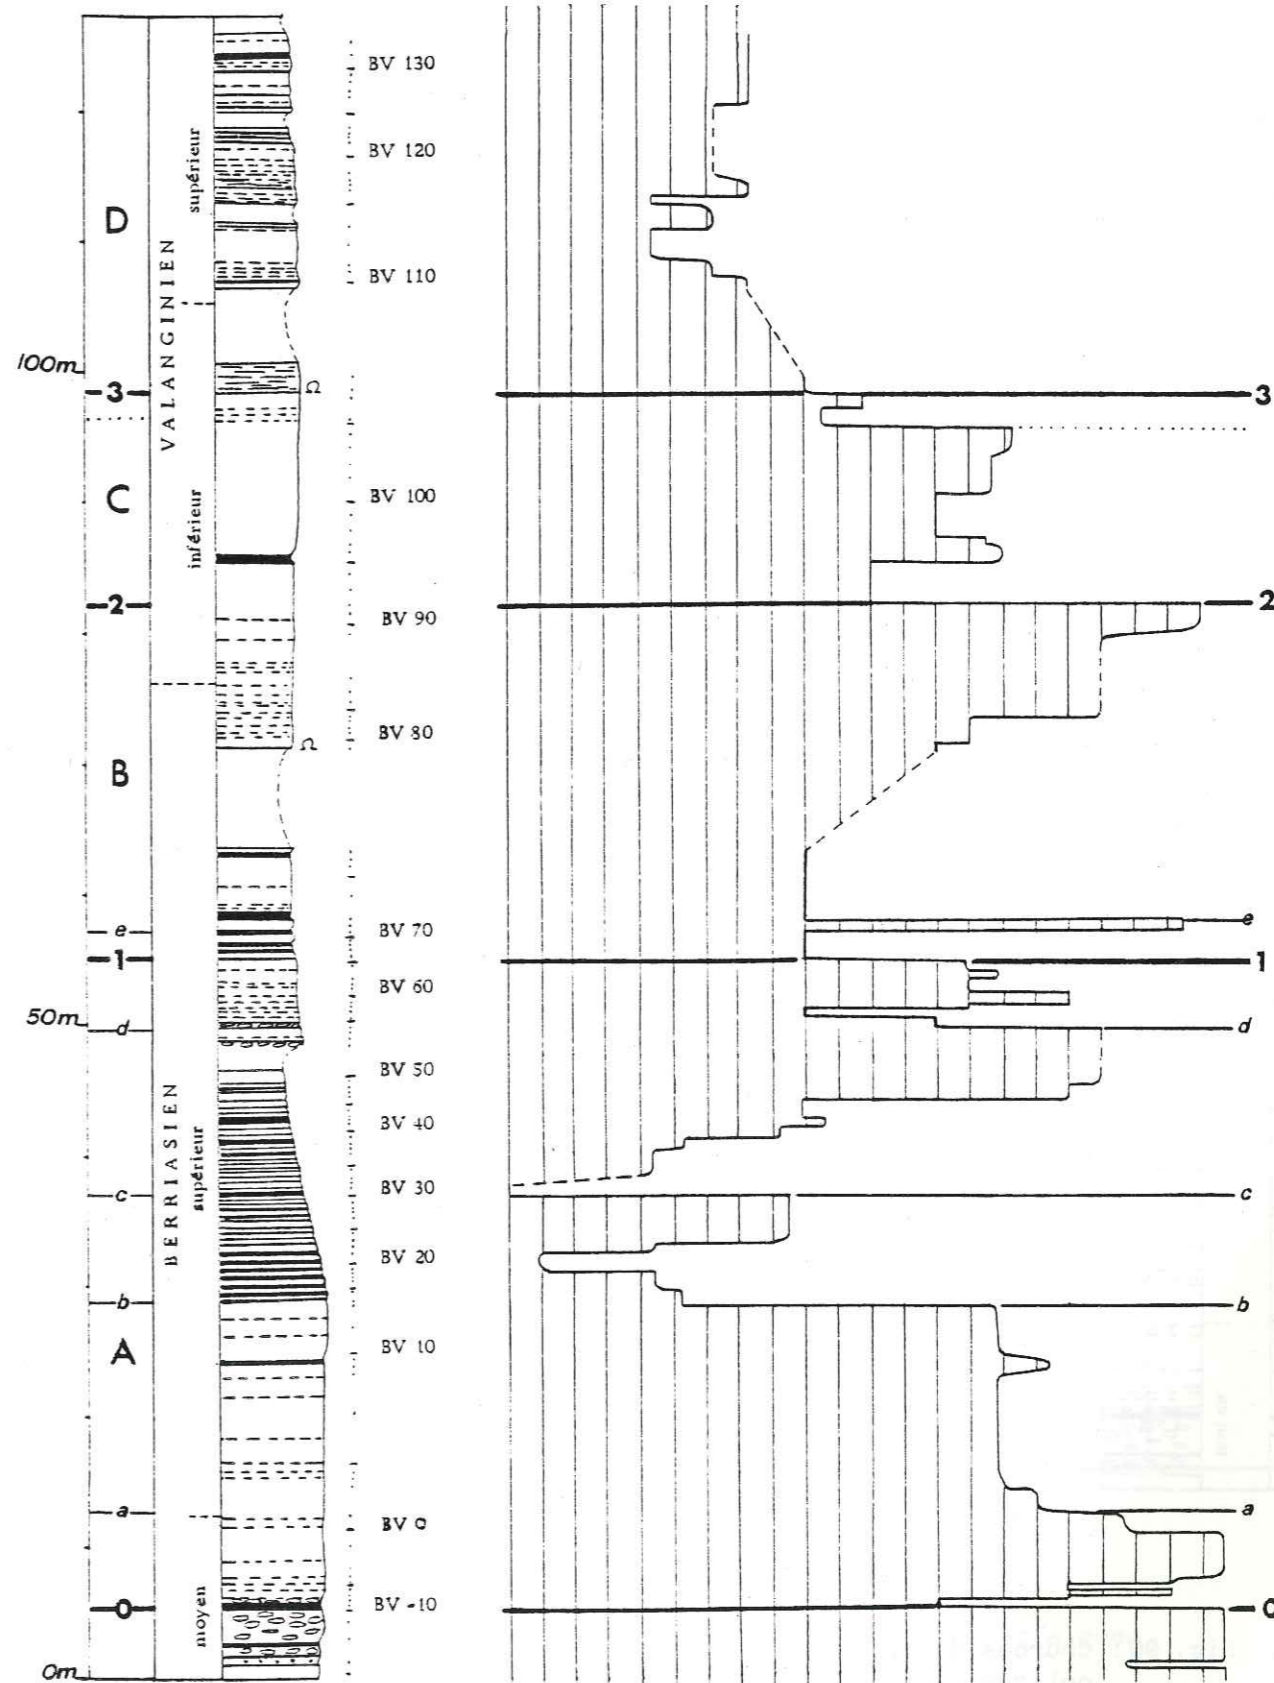 BV 130
BV 120
supérieur
D
BV 110
VALANGINIEN
100m
3
Ω
3
C
BV 100
inférieur
2
2
BV 90
BV 80
Ω
B
BV 70
e
e
1
1
BV 60
50m
d
d
BV 50
BV 40
BERRIASIEN
supérieur
BV 30
c
c
BV 20
b
b
A
BV 10
a
a
BV 0
moyen
BV -10
0
0
0m